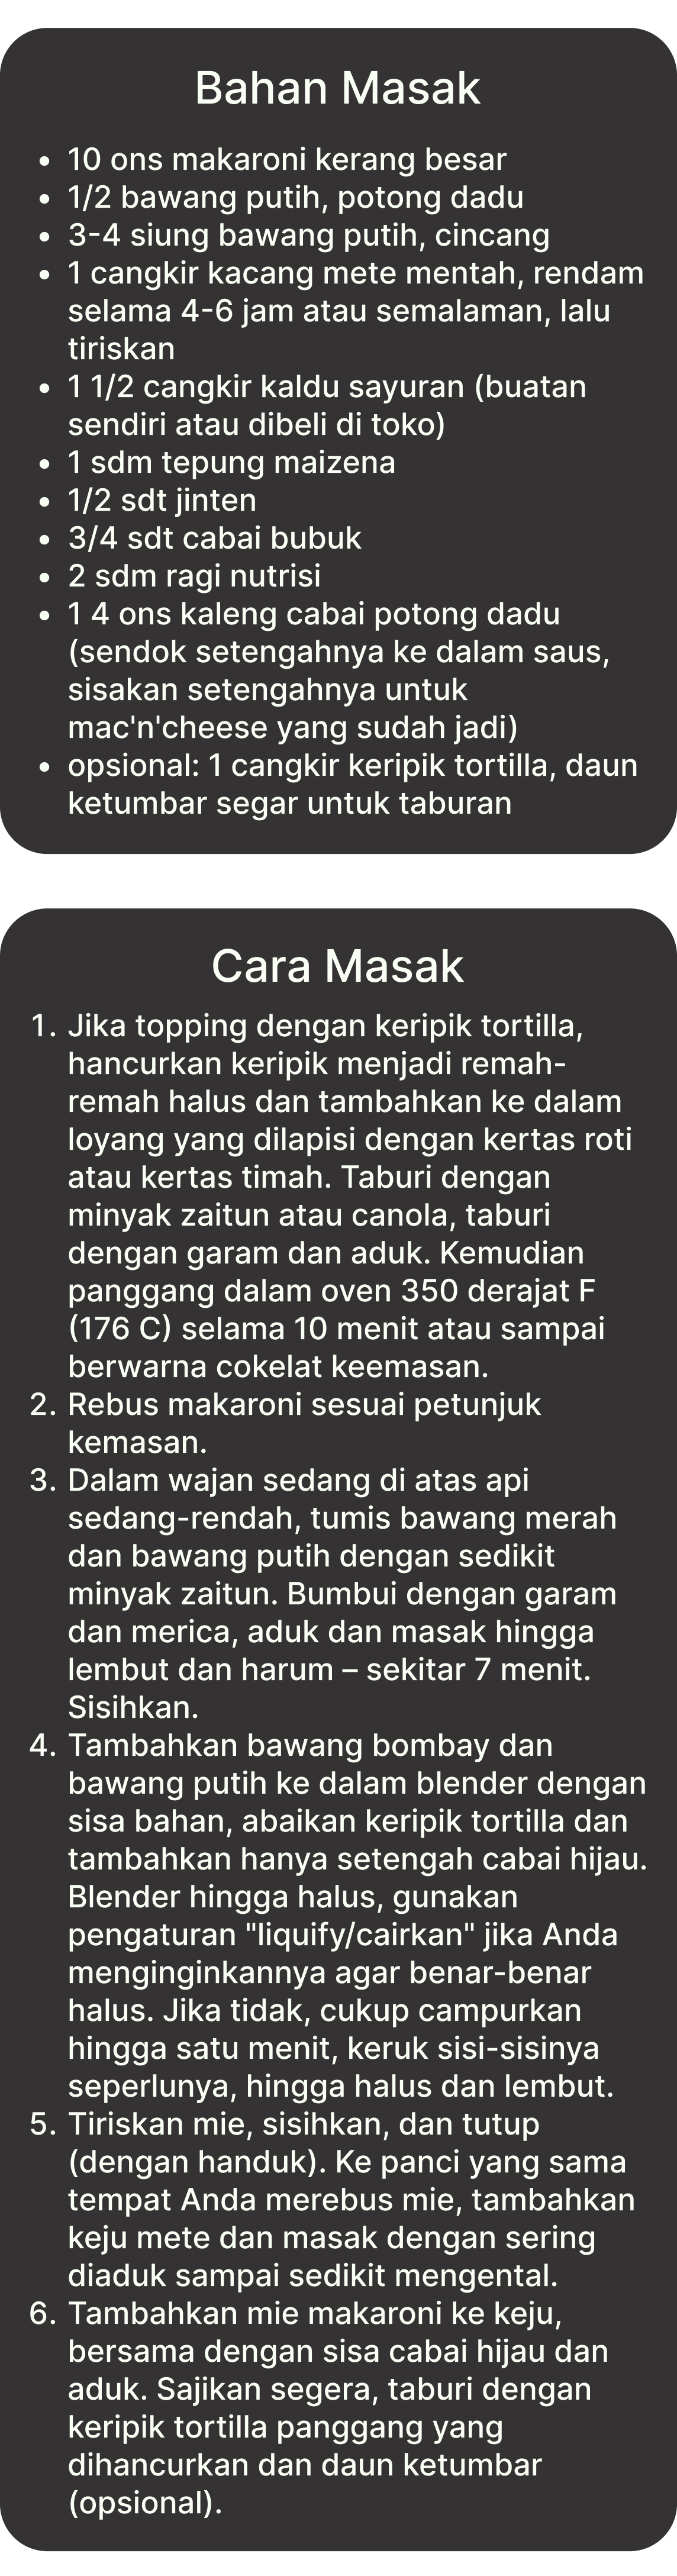 Bahan Masak
• 10 ons makaroni kerang besar
• 1/2 bawang putih, potong dadu
• 3-4 siung bawang putih, cincang
• 1 cangkir kacang mete mentah, rendam
selama 4-6 jam atau semalaman, lalu
tiriskan
• 1 1/2 cangkir kaldu sayuran (buatan
sendiri atau dibeli di toko)
• 1 sdm tepung maizena
• 1/2 sdt jinten
• 3/4 sdt cabai bubuk
• 2 sdm ragi nutrisi
• 1 4 ons kaleng cabai potong dadu
(sendok setengahnya ke dalam saus,
sisakan setengahnya untuk
mac'n'cheese yang sudah jadi)
• opsional: 1 cangkir keripik tortilla, daun
ketumbar segar untuk taburan
Cara Masak
1. Jika topping dengan keripik tortilla,
hancurkan keripik menjadi remah-
remah halus dan tambahkan ke dalam
loyang yang dilapisi dengan kertas roti
atau kertas timah. Taburi dengan
minyak zaitun atau canola, taburi
dengan garam dan aduk. Kemudian
panggang dalam oven 350 derajat F
(176 C) selama 10 menit atau sampai
berwarna cokelat keemasan.
2. Rebus makaroni sesuai petunjuk
kemasan.
3. Dalam wajan sedang di atas api
sedang-rendah, tumis bawang merah
dan bawang putih dengan sedikit
minyak zaitun. Bumbui dengan garam
dan merica, aduk dan masak hingga
lembut dan harum – sekitar 7 menit.
Sisihkan.
4. Tambahkan bawang bombay dan
bawang putih ke dalam blender dengan
sisa bahan, abaikan keripik tortilla dan
tambahkan hanya setengah cabai hijau.
Blender hingga halus, gunakan
pengaturan "liquify/cairkan" jika Anda
menginginkannya agar benar-benar
halus. Jika tidak, cukup campurkan
hingga satu menit, keruk sisi-sisinya
seperlunya, hingga halus dan lembut.
5. Tiriskan mie, sisihkan, dan tutup
(dengan handuk). Ke panci yang sama
tempat Anda merebus mie, tambahkan
keju mete dan masak dengan sering
diaduk sampai sedikit mengental.
6. Tambahkan mie makaroni ke keju,
bersama dengan sisa cabai hijau dan
aduk. Sajikan segera, taburi dengan
keripik tortilla panggang yang
dihancurkan dan daun ketumbar
(opsional).